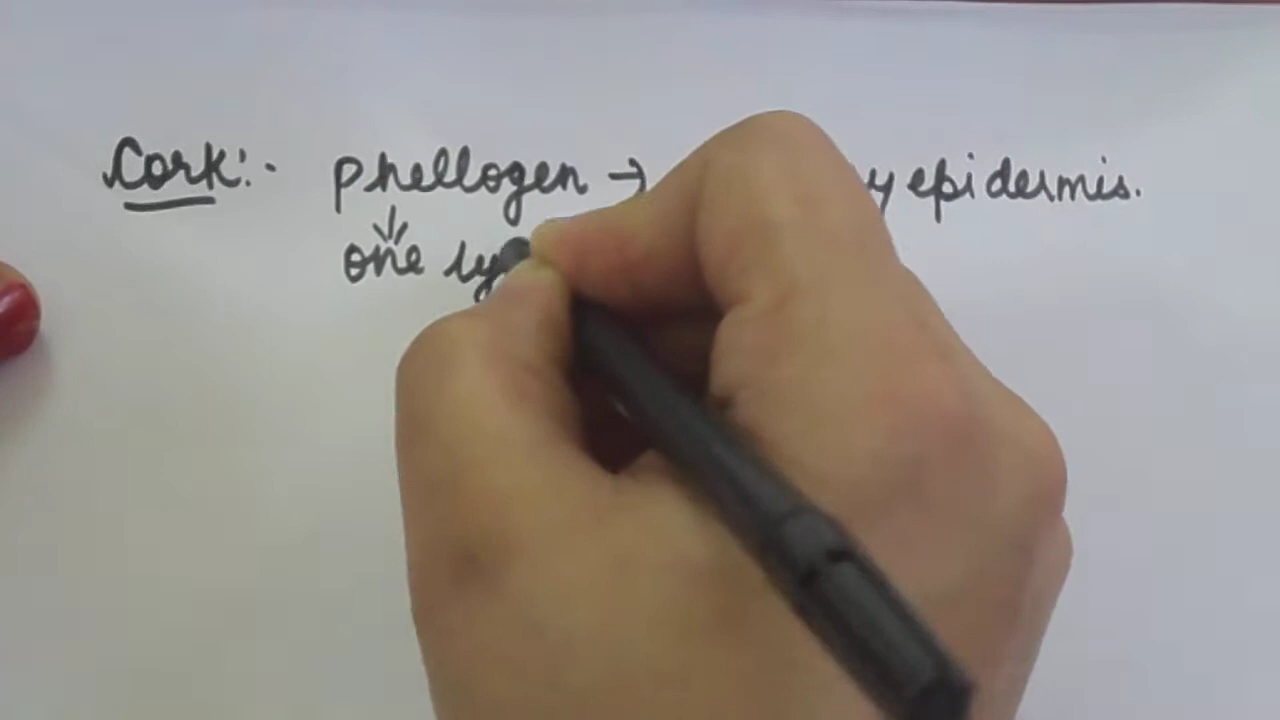 Cork:- phellogen → epidermis.
one